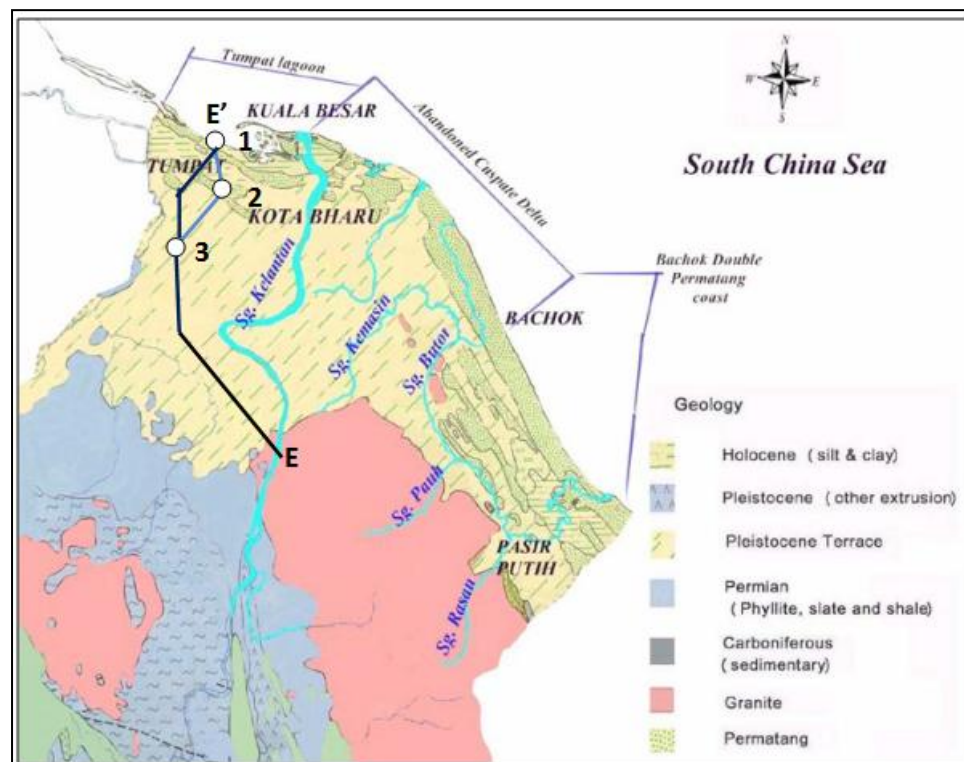 N
W E
S
Tumpat lagoon
E’
KUALA BESAR
1
Abandoned Caspate Delta
South China Sea
TUMPAT
2
KOTA BHARU
3
Sg. Kelantan
Bachok Double
Permatang
coast
BACHOK
Sg. Kemasin
Sg. Butor
E
Sg. Pauh
PASIR
PUTIH
Sg. Rasau
Geology
Holocene ( silt & clay)
Pleistocene ( other extrusion)
Pleistocene Terrace
Permian
(Phyllite, slate and shale)
Carboniferous
( sedimentary)
Granite
Permatang